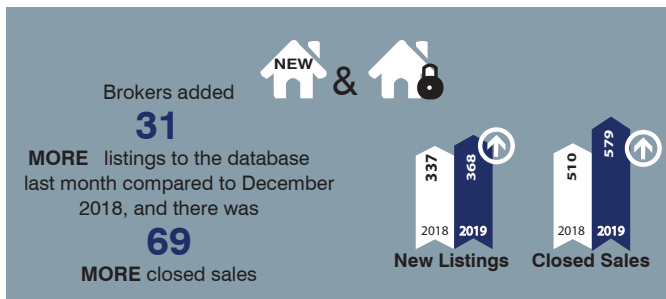 NEW
&
Brokers added
31
MORE listings to the database
last month compared to December
2018, and there was
69
MORE closed sales
337
368
2018
2019
New Listings
510
579
2018
2019
Closed Sales